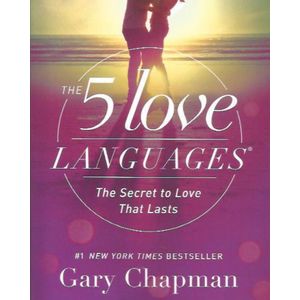 THE
5 love
LANGUAGES®
The Secret to Love
That Lasts
#1 NEW YORK TIMES BESTSELLER
Gary Chapman